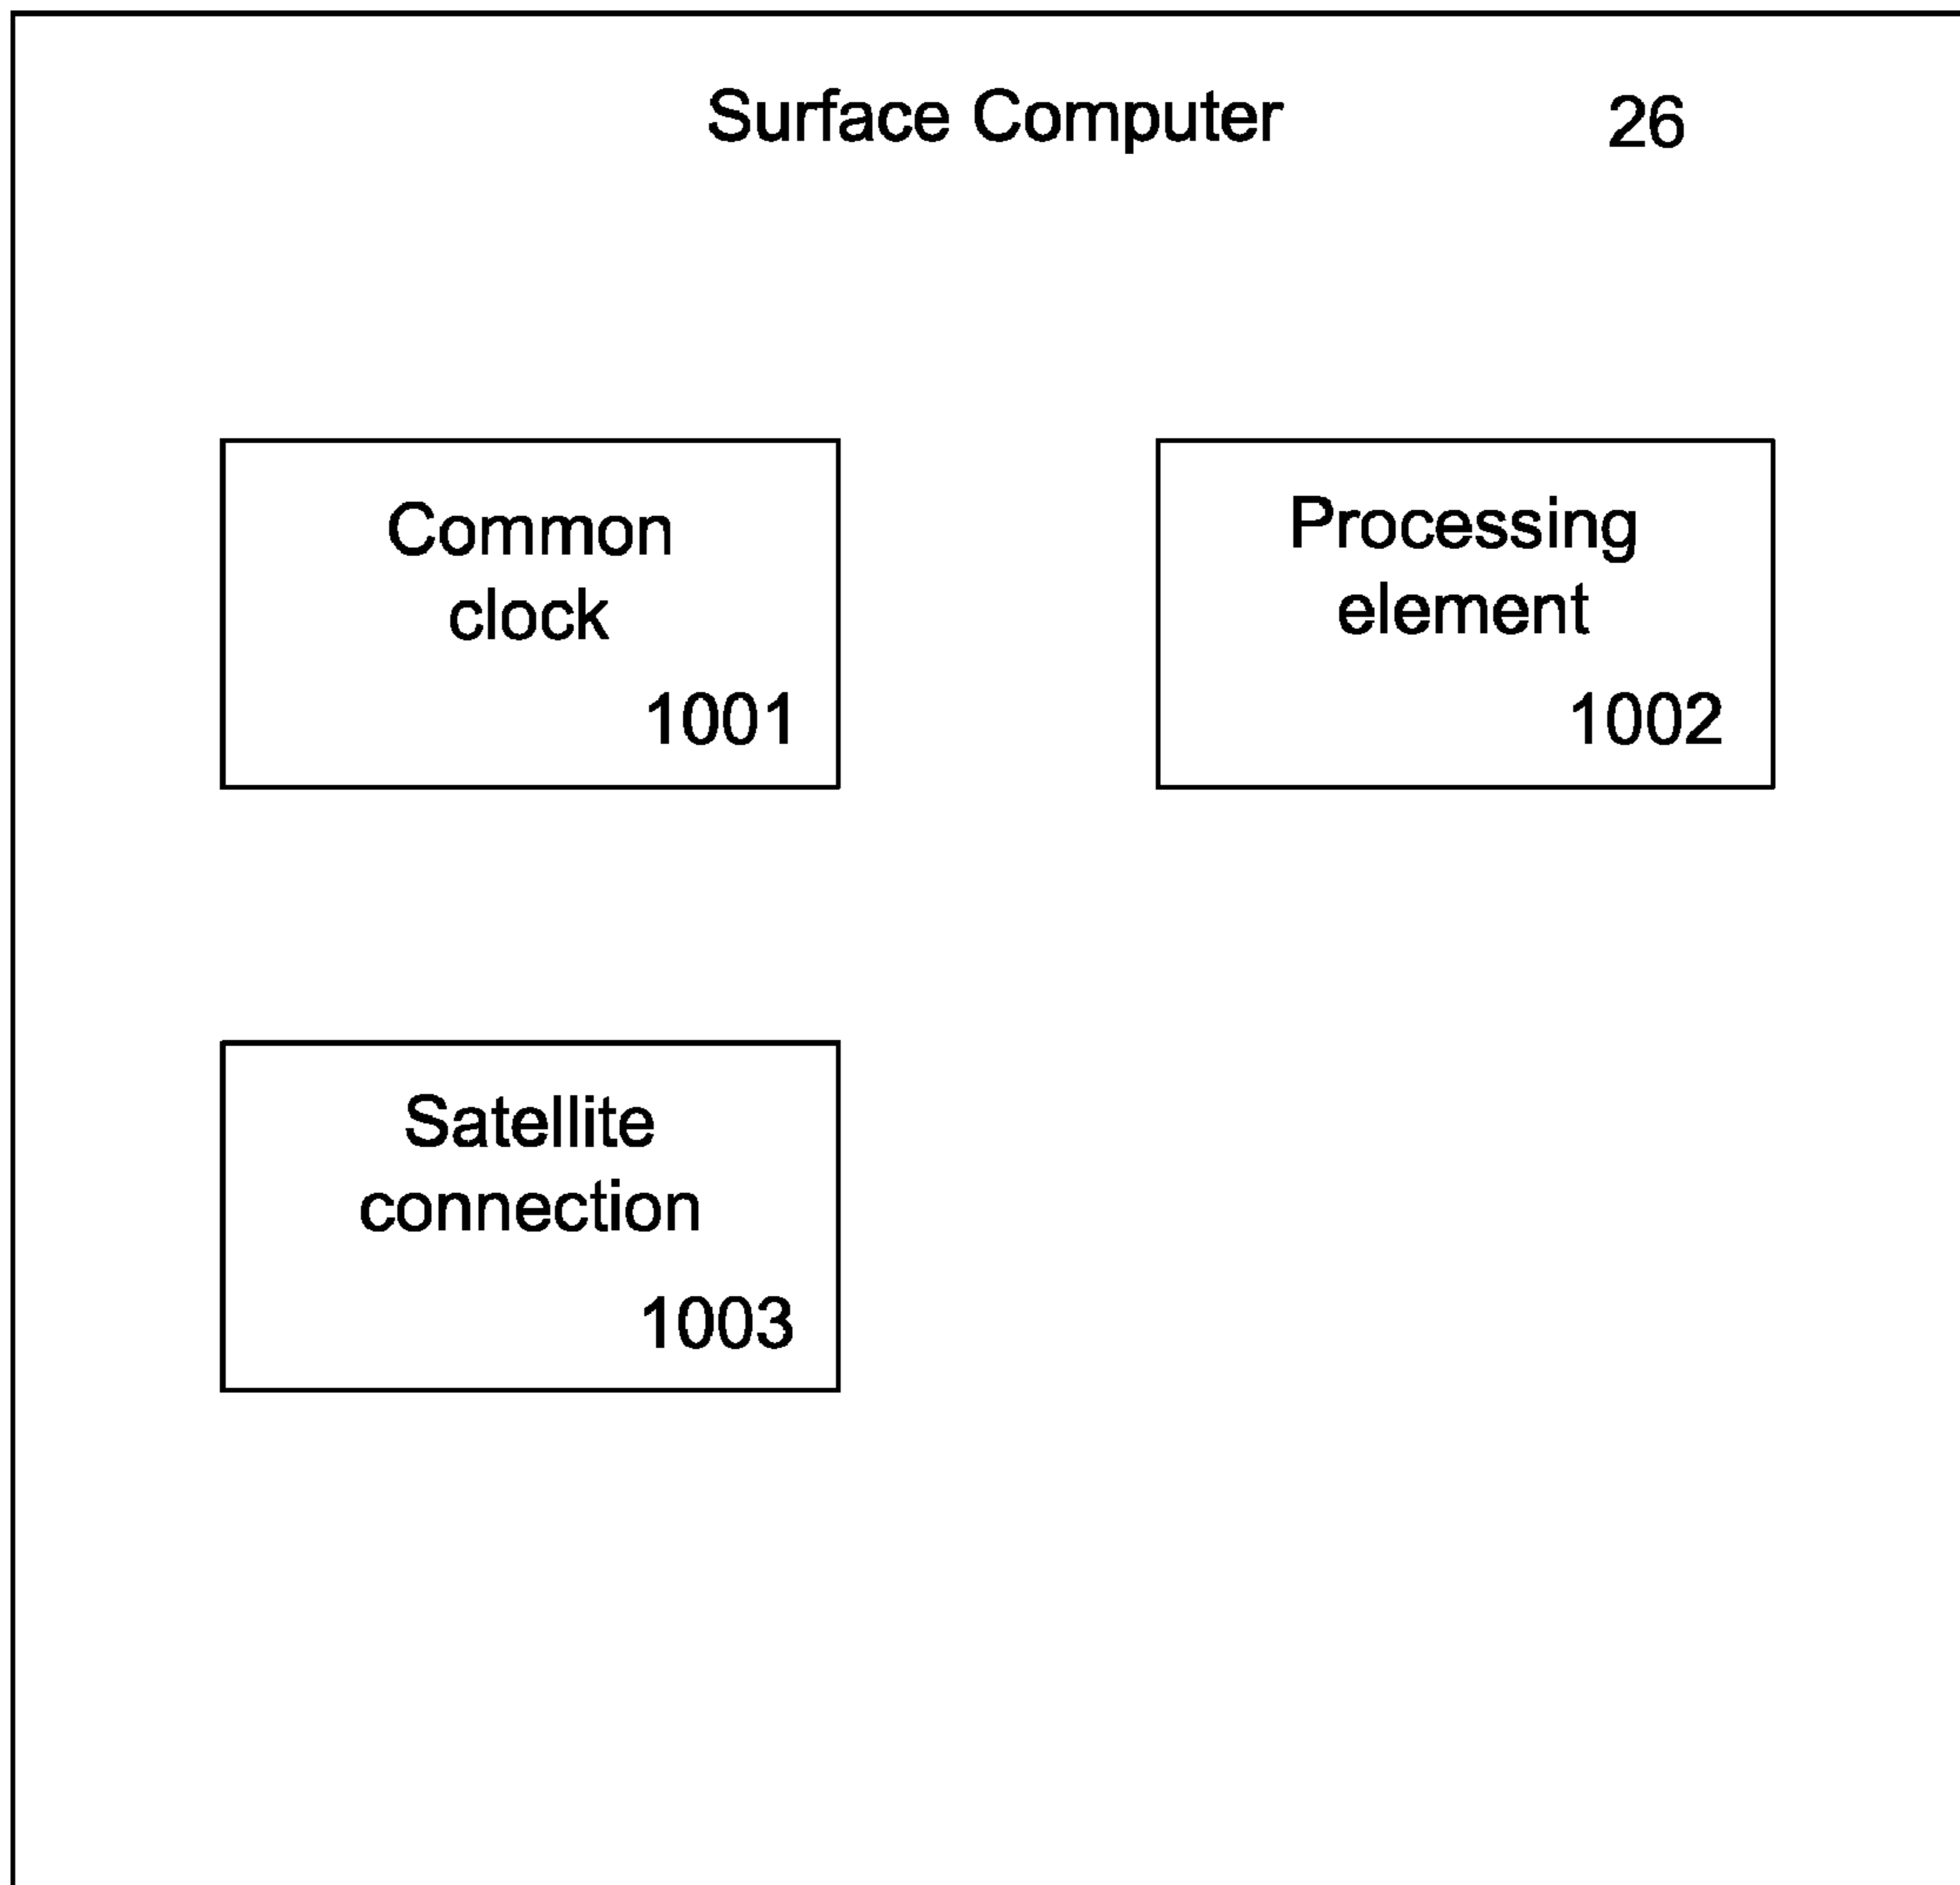 Surface Computer 26
Common
clock
1001
Processing
element
1002
Satellite
connection
1003